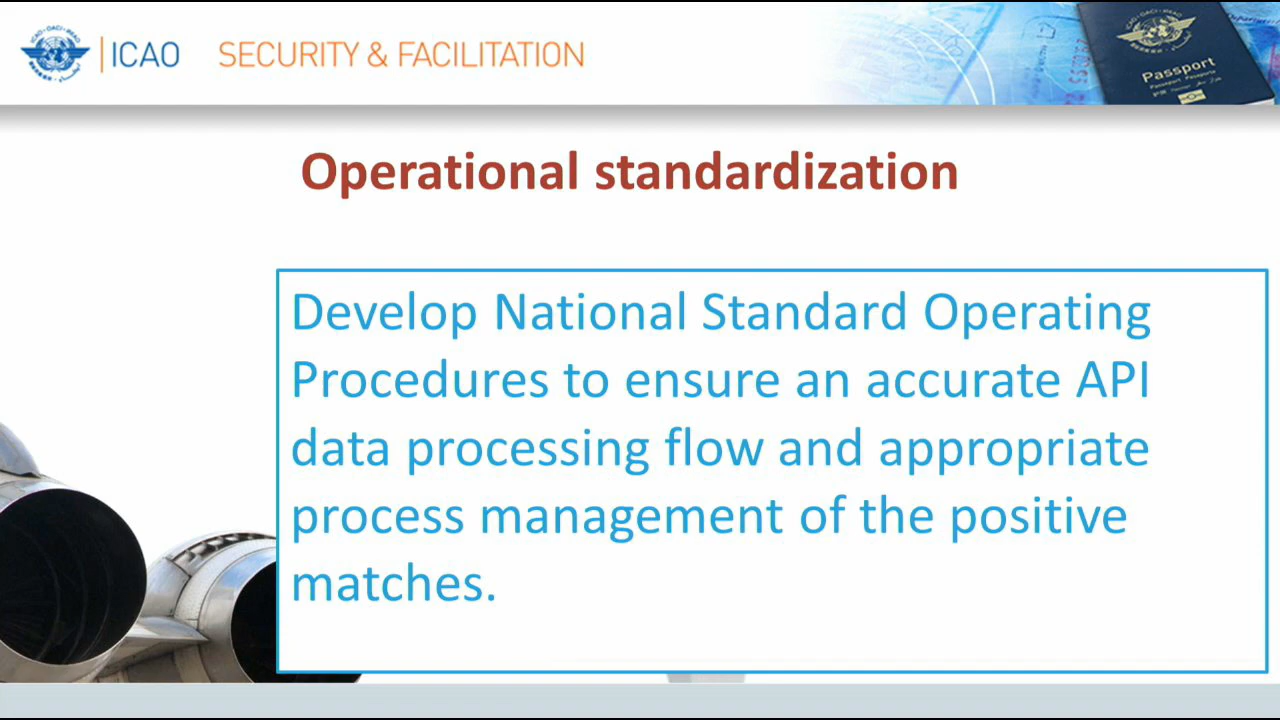 ICAO SECURITY & FACILITATION
Passport
Operational standardization
Develop National Standard Operating
Procedures to ensure an accurate API
data processing flow and appropriate
process management of the positive
matches.